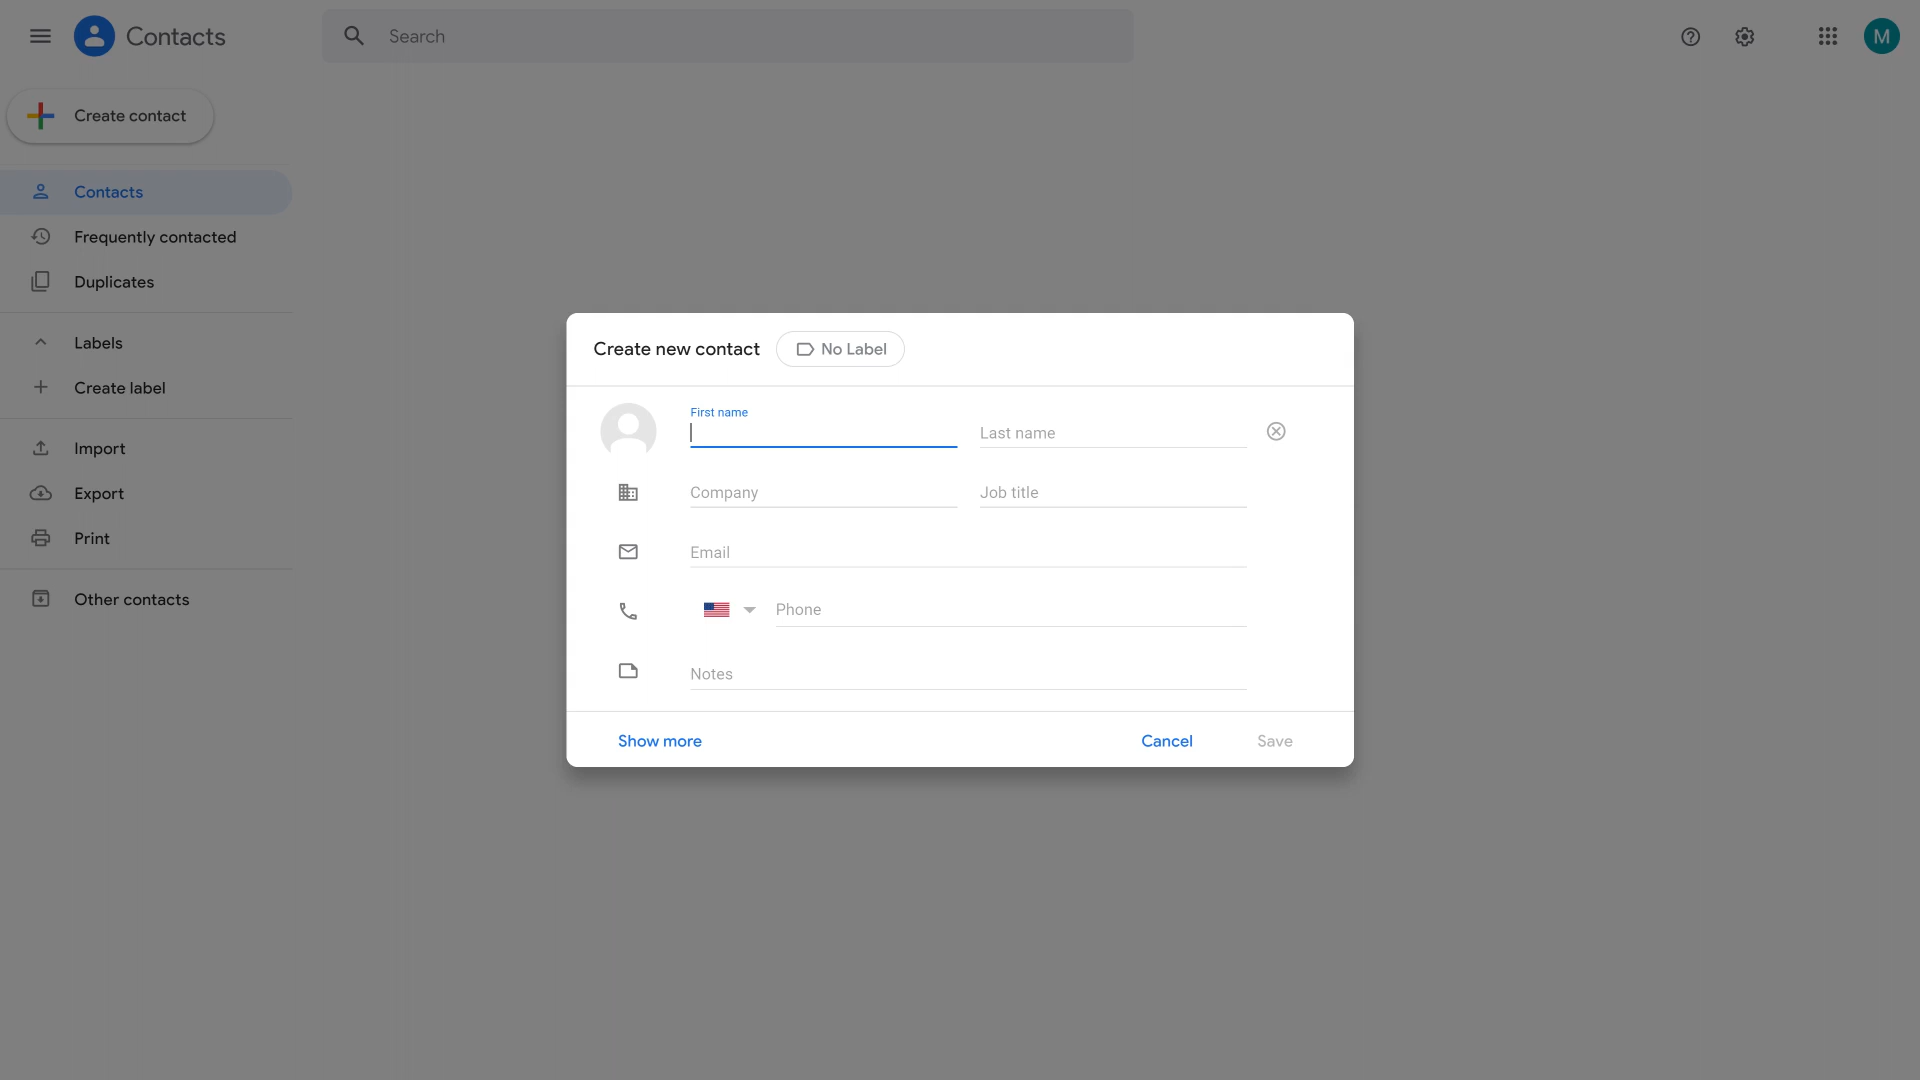 Contacts
Search
M
Create contact
Contacts
Frequently contacted
Duplicates
Labels
Create label
Import
Export
Print
Other contacts
Create new contact
No Label
First name
Last name
Company
Job title
Email
Phone
Notes
Show more
Cancel
Save